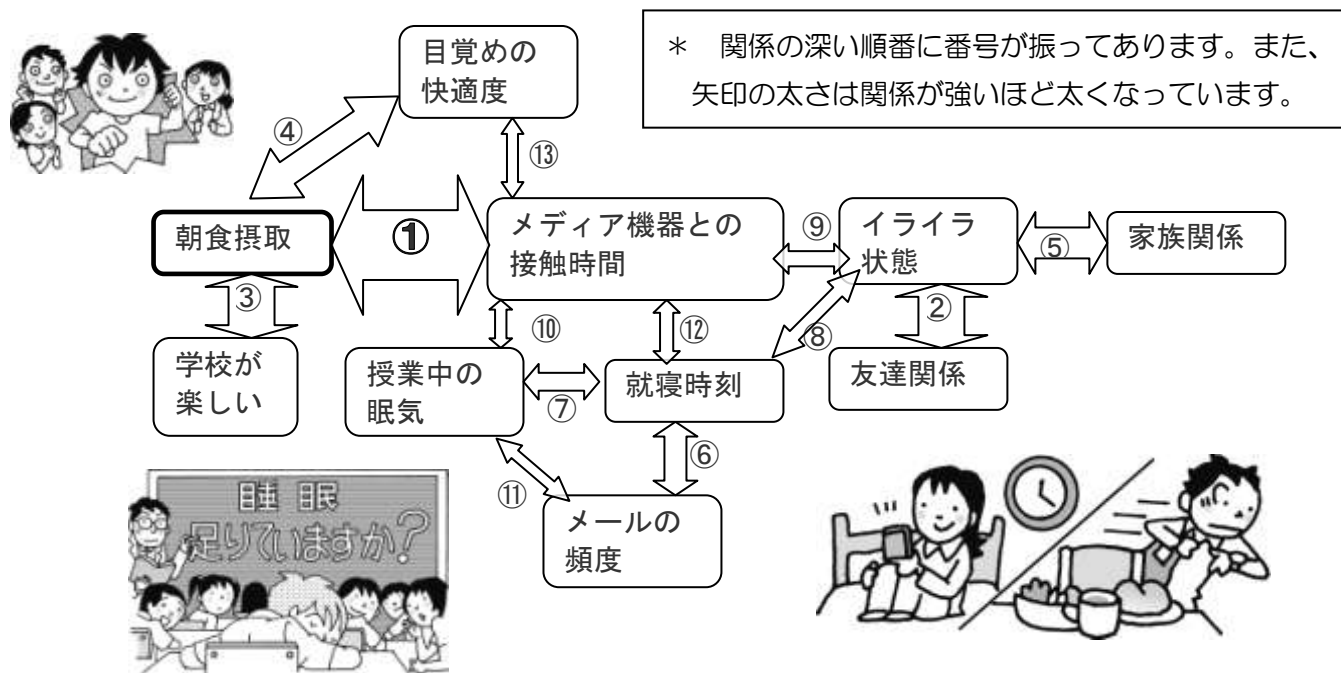 目覚めの
快適度
＊　関係の深い順番に番号が振ってあります。また、
矢印の太さは関係が強いほど太くなっています。
④
⑬
朝食摂取
①
メディア機器との
接触時間
⑨
イライラ
状態
⑤
家族関係
③
⑩
⑫
⑧
②
学校が
楽しい
授業中の
眠気
⑦
就寝時刻
友達関係
⑪
⑥
メールの
頻度
睡眠
足りていますか?